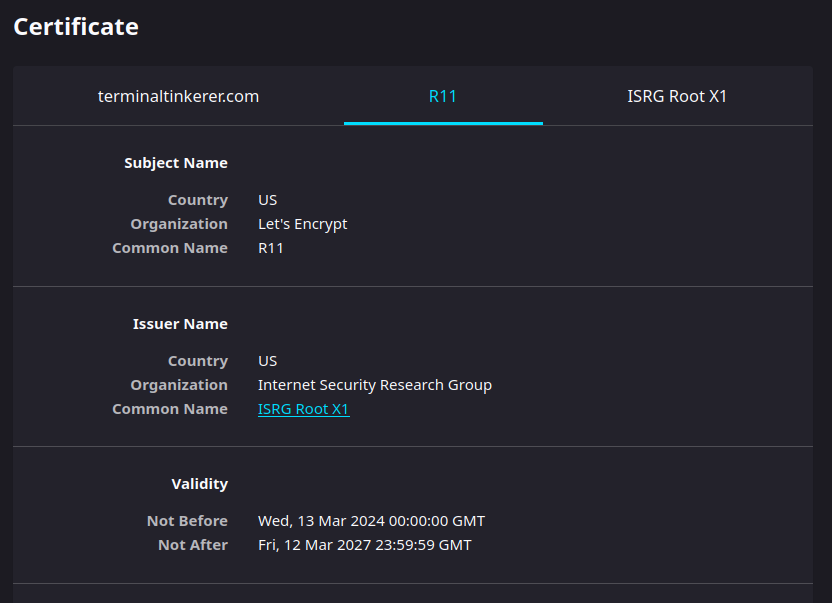 Certificate
terminaltinkerer.com R11 ISRG Root X1
Subject Name
Country US
Organization Let's Encrypt
Common Name R11
Issuer Name
Country US
Organization Internet Security Research Group
Common Name ISRG Root X1
Validity
Not Before Wed, 13 Mar 2024 00:00:00 GMT
Not After Fri, 12 Mar 2027 23:59:59 GMT